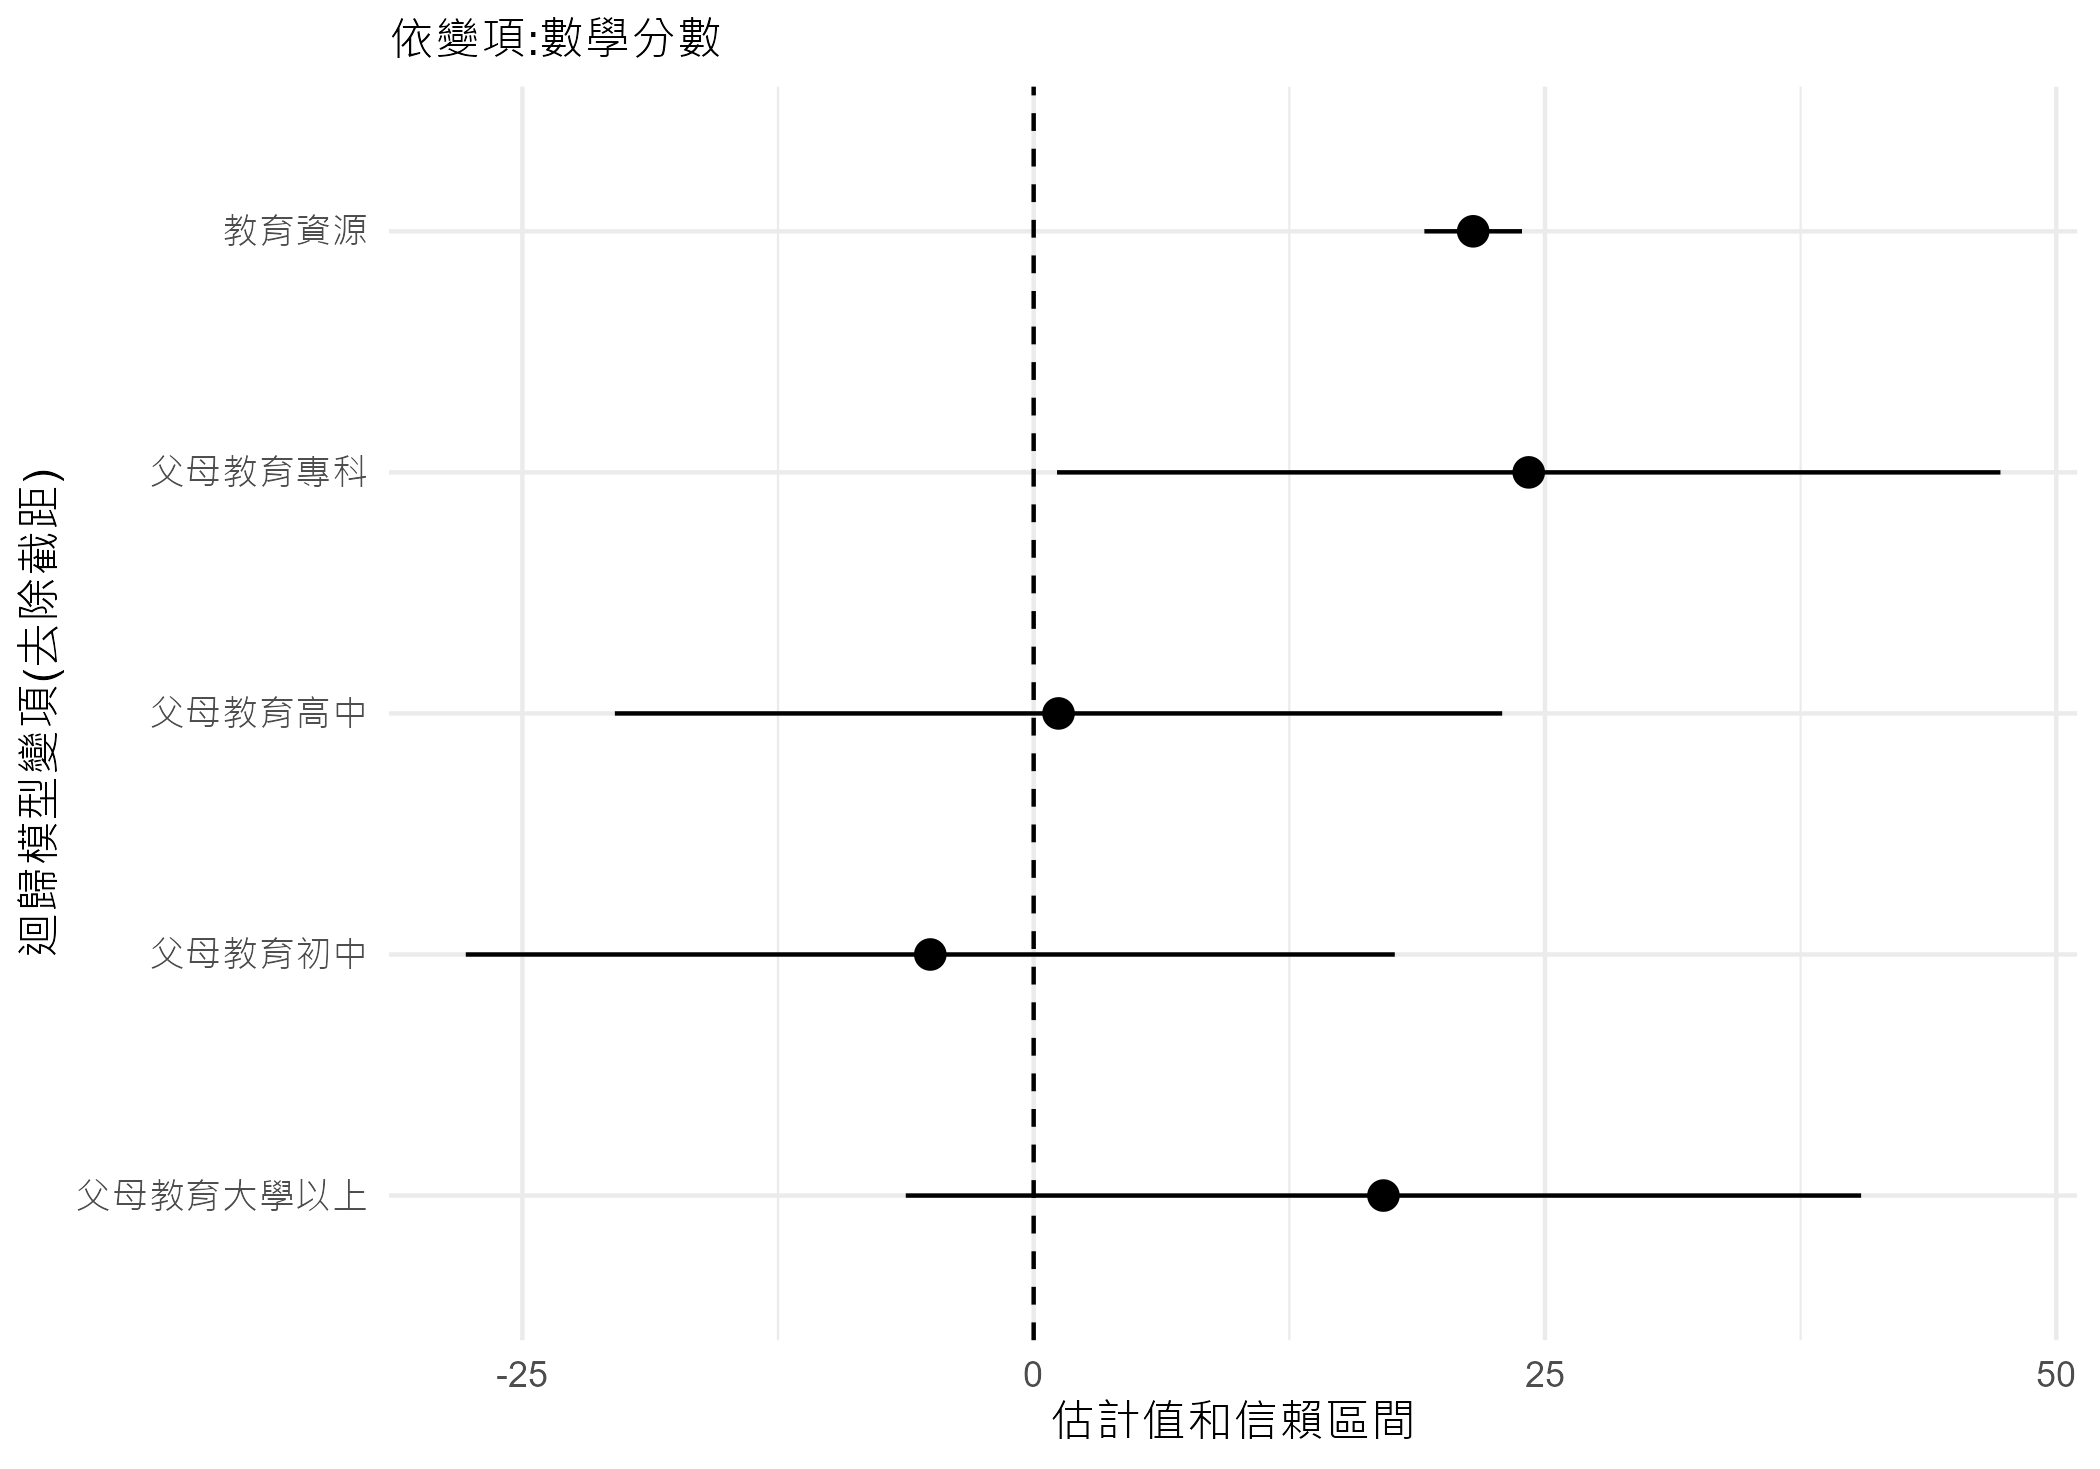 依變項:數學分數
迴歸模型變項(去除截距)
教育資源
父母教育專科
父母教育高中
父母教育初中
父母教育大學以上
-25
0
25
50
估計值和信賴區間